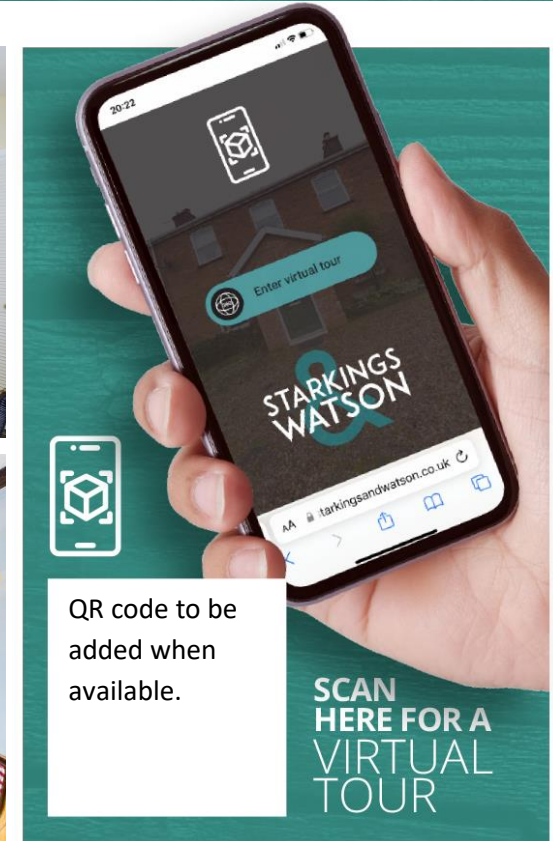 20:22
Enter virtual tour
&
STARKINGS
WATSON
AA tarkingsandwatson.co.uk
QR code to be
added when
available.
SCAN
HERE FOR A
VIRTUAL
TOUR